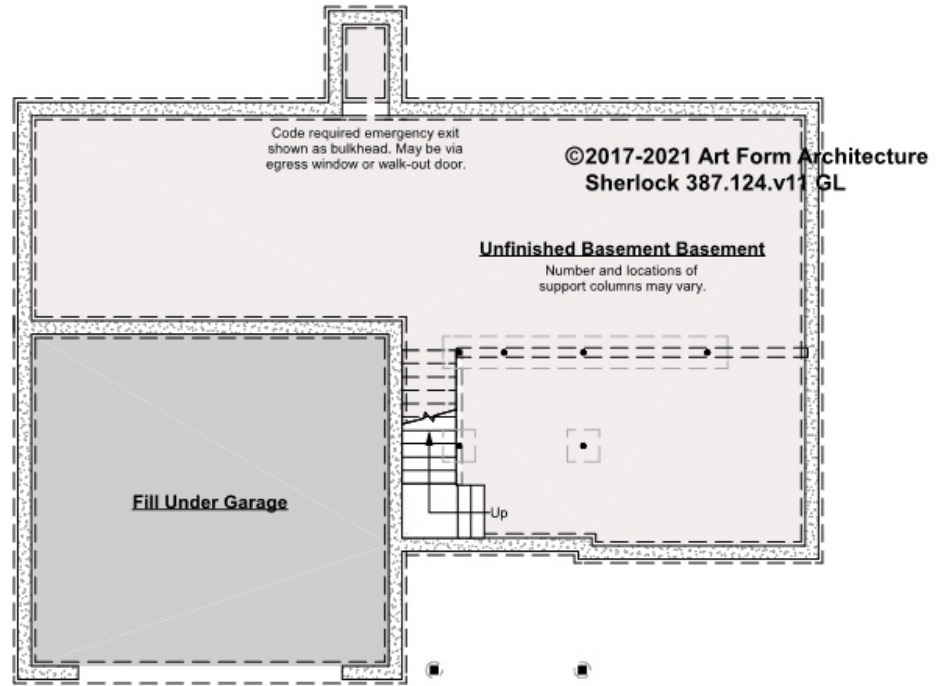 Code required emergency exit
shown as bulkhead. May be via
egress window or walk-out door.
©2017-2021 Art Form Architecture
Sherlock 387.124.v11 GL
Unfinished Basement Basement
Number and locations of
support columns may vary.
Fill Under Garage
Up